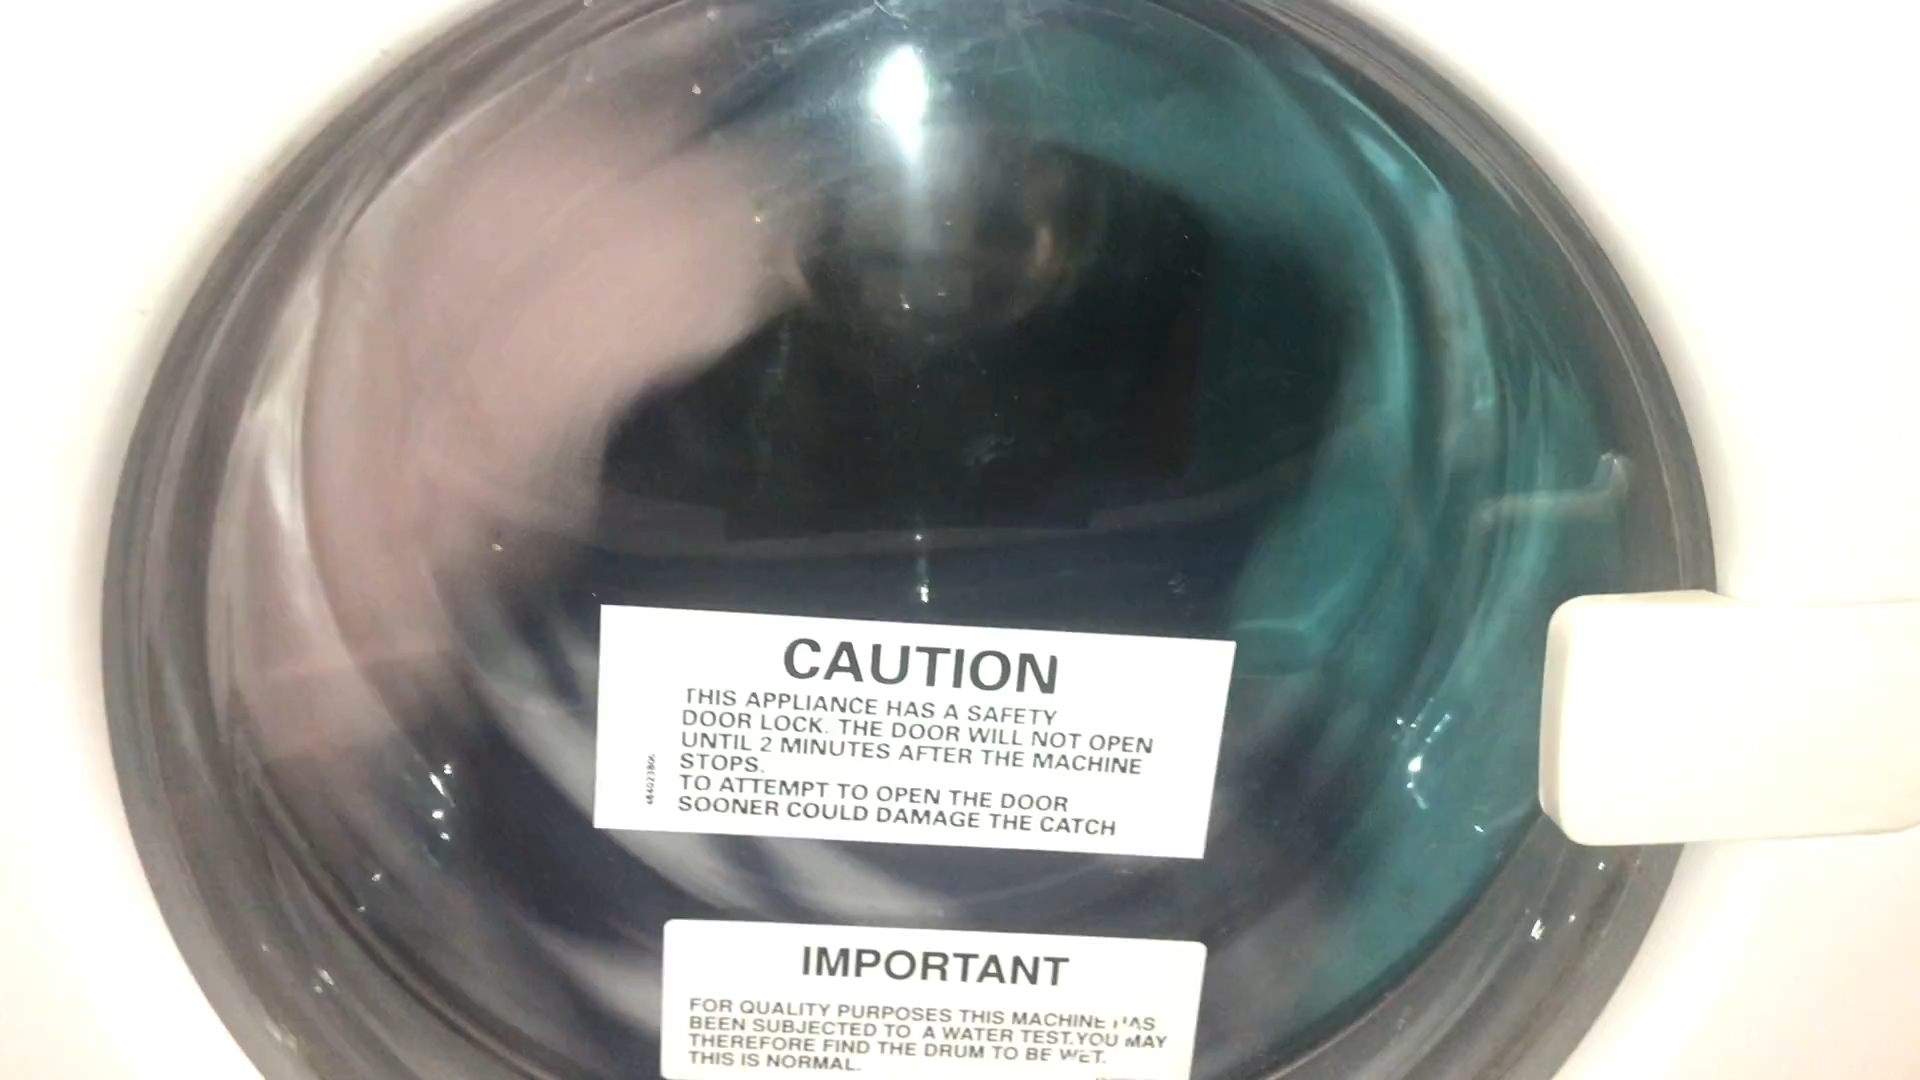 CAUTION
THIS APPLIANCE HAS A SAFETY
DOOR LOCK. THE DOOR WILL NOT OPEN
UNTIL 2 MINUTES AFTER THE MACHINE
STOPS.
TO ATTEMPT TO OPEN THE DOOR
SOONER COULD DAMAGE THE CATCH
IMPORTANT
FOR QUALITY PURPOSES THIS MACHINE HAS
BEEN SUBJECTED TO A WATER TEST.YOU MAY
THEREFORE FIND THE DRUM TO BE WET.
THIS IS NORMAL.